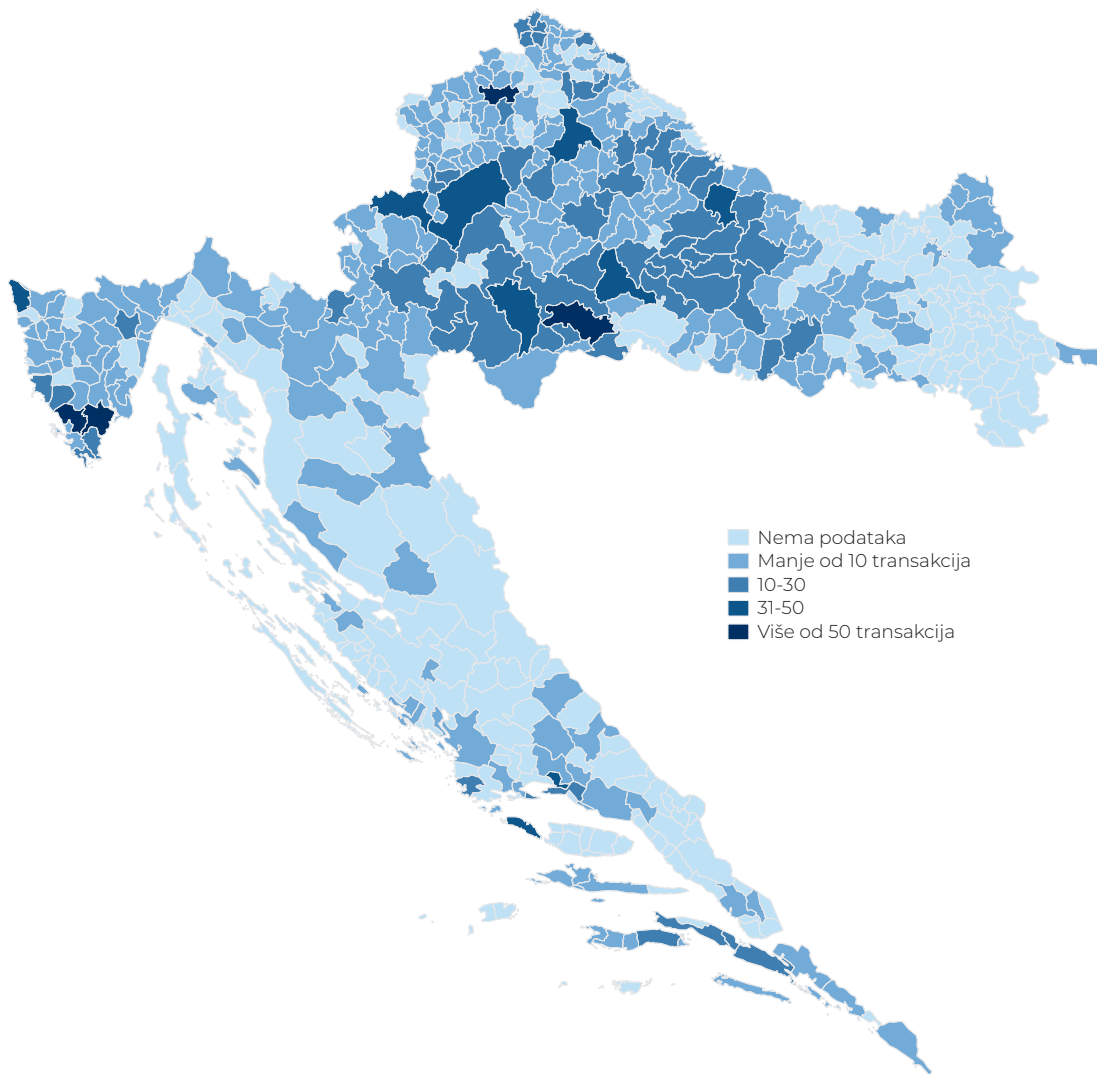 Nema podataka
Manje od 10 transakcija
10-30
31-50
Više od 50 transakcija